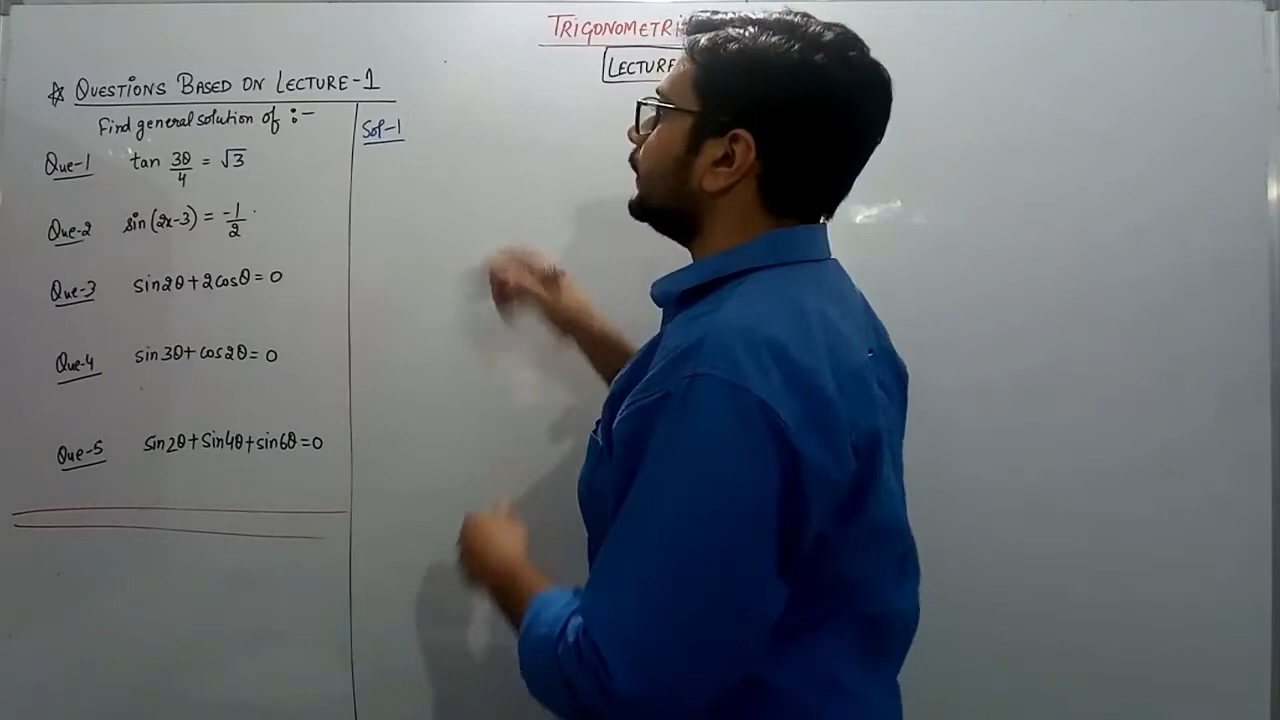 LECTURE
☆ QUESTIONS BASED ON LECTURE-1
Find general solution of :-
Sol-1
Que-1 tan 3θ/4 = √3
Que-2 sin(2x-3) = -1/2
Que-3 sin2θ+2cosθ=0
Que-4 sin3θ+cos2θ=0
Que-5 sin2θ+sin4θ+sin6θ=0